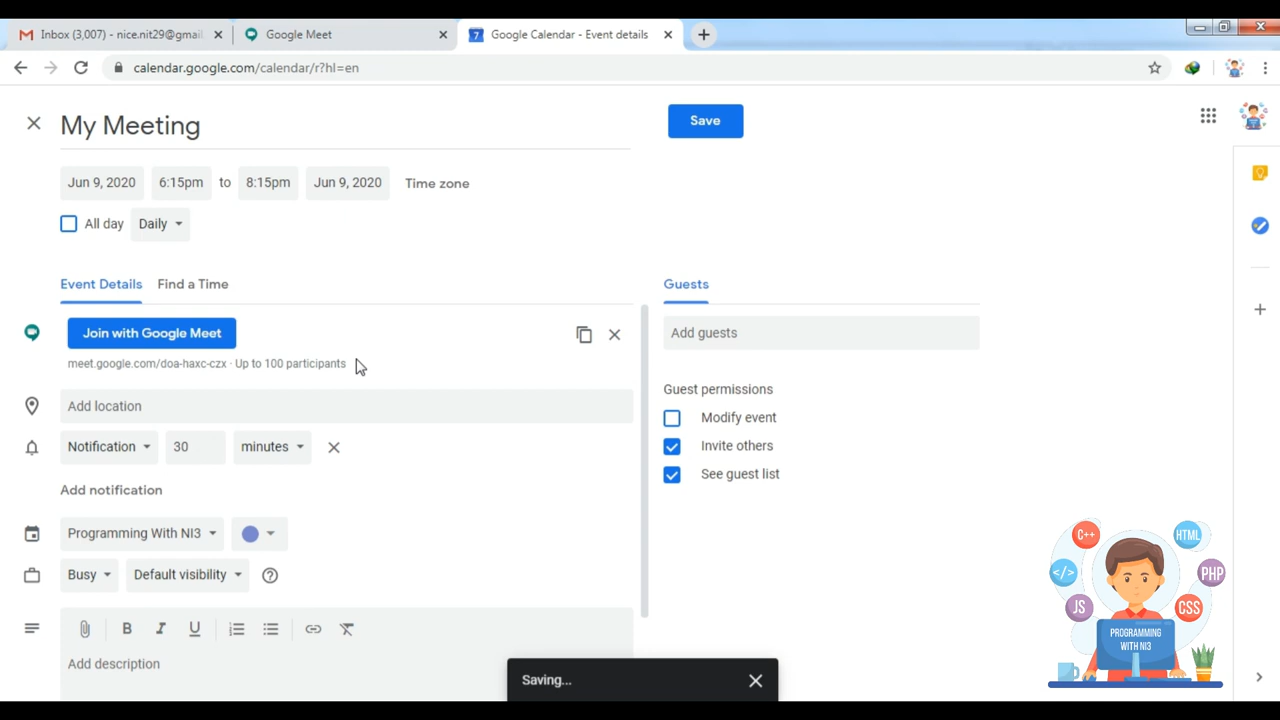 Inbox (3,007) - nice.nit29@gmail
Google Meet
Google Calendar - Event details
calendar.google.com/calendar/r?hl=en
My Meeting
Save
Jun 9, 2020 6:15pm to 8:15pm Jun 9, 2020 Time zone
All day Daily
Event Details Find a Time
Guests
Join with Google Meet
meet.google.com/doa-haxc-czx · Up to 100 participants
Add guests
Add location
Guest permissions
Modify event
Invite others
See guest list
Notification 30 minutes
Add notification
Programming With NI3
Busy Default visibility
B I U
Add description
Saving...
7
C++
HTML
</>
PHP
JS
CSS
PROGRAMMING
WITH NI3